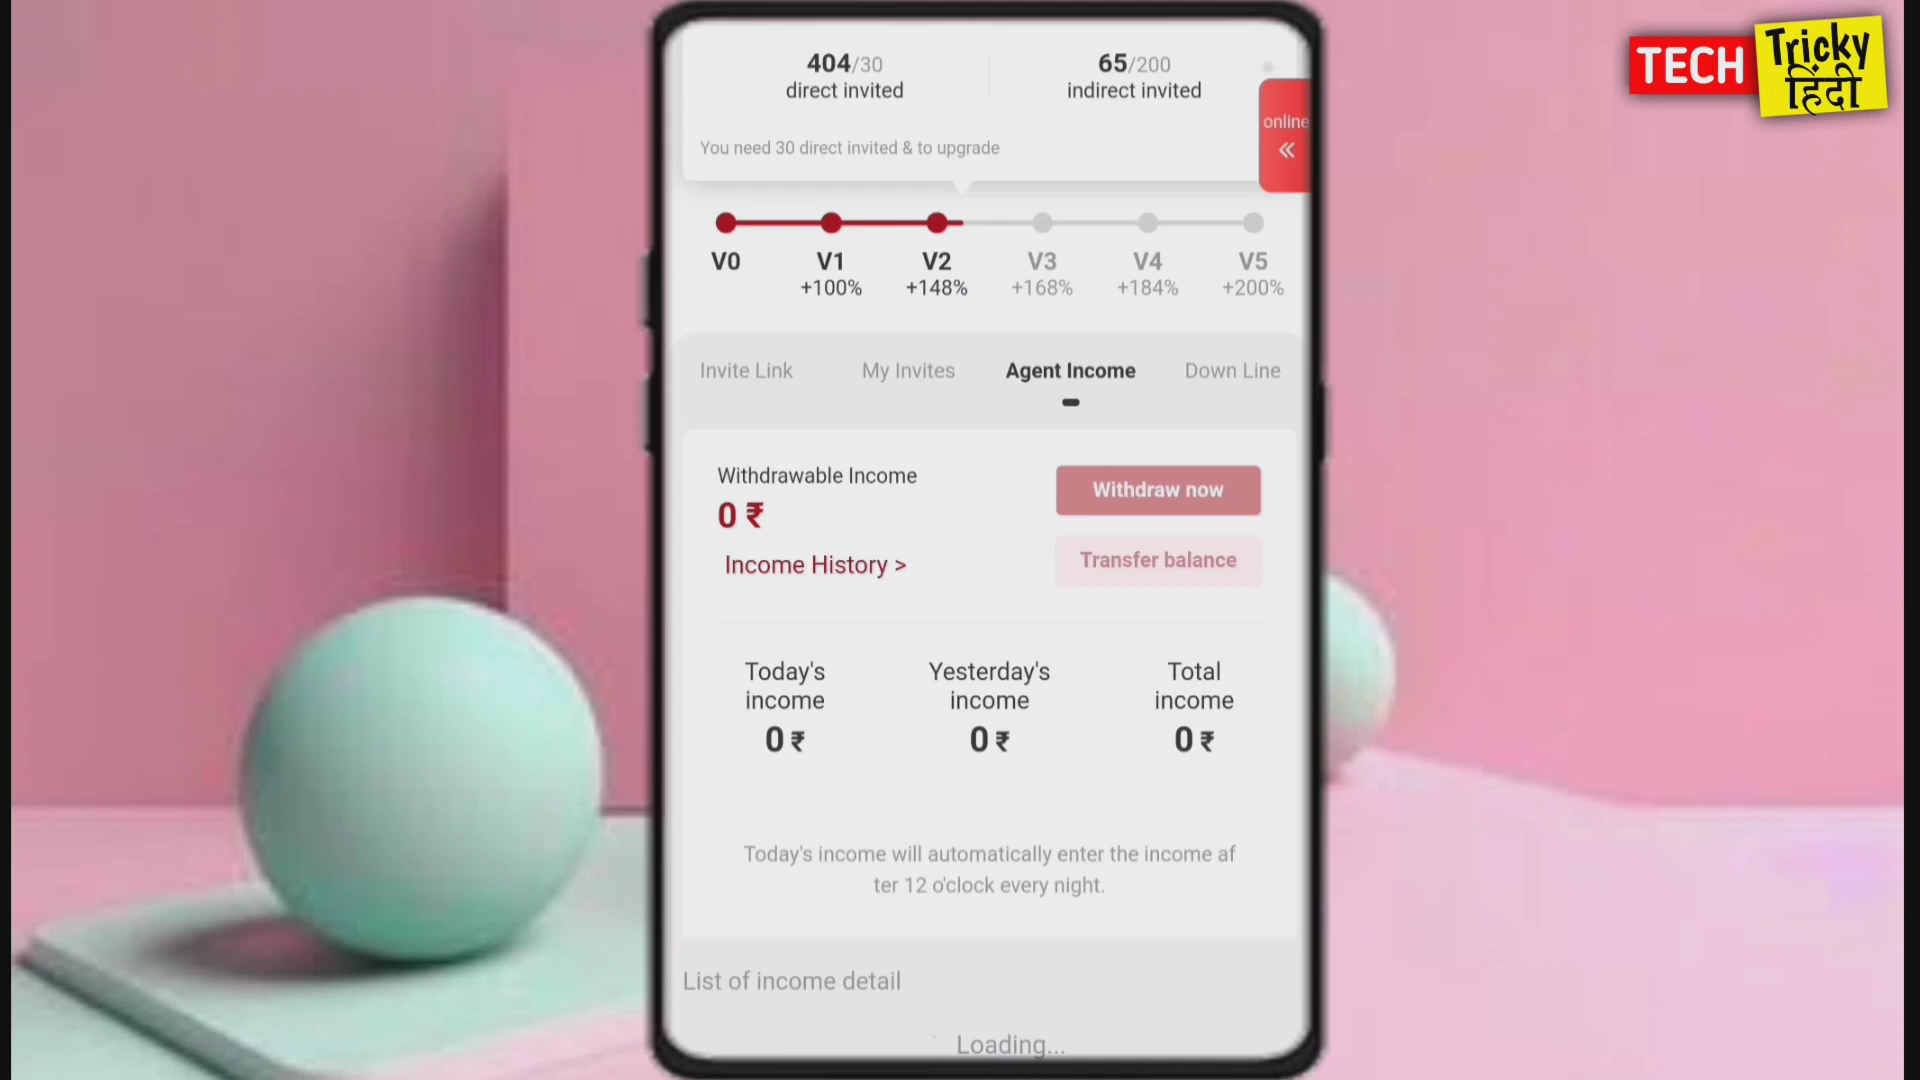 TECH Tricky
हिंदी
404/30
direct invited
65/200
indirect invited
online
You need 30 direct invited & to upgrade
V0 V1 V2 V3 V4 V5
+100% +148% +168% +184% +200%
Invite Link My Invites Agent Income Down Line
Withdrawable Income
0 ₹
Withdraw now
Income History >
Transfer balance
Today's
income
0 ₹
Yesterday's
income
0 ₹
Total
income
0 ₹
Today's income will automatically enter the income af
ter 12 o'clock every night.
List of income detail
Loading...